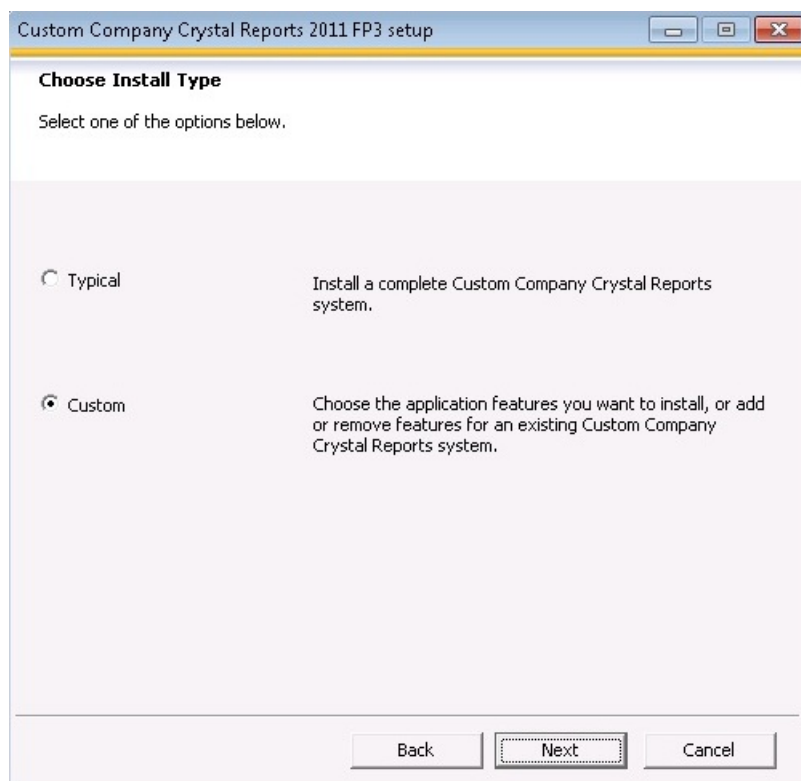 Custom Company Crystal Reports 2011 FP3 setup
Choose Install Type
Select one of the options below.
Typical
Install a complete Custom Company Crystal Reports
system.
Custom
Choose the application features you want to install, or add
or remove features for an existing Custom Company
Crystal Reports system.
Back
Next
Cancel